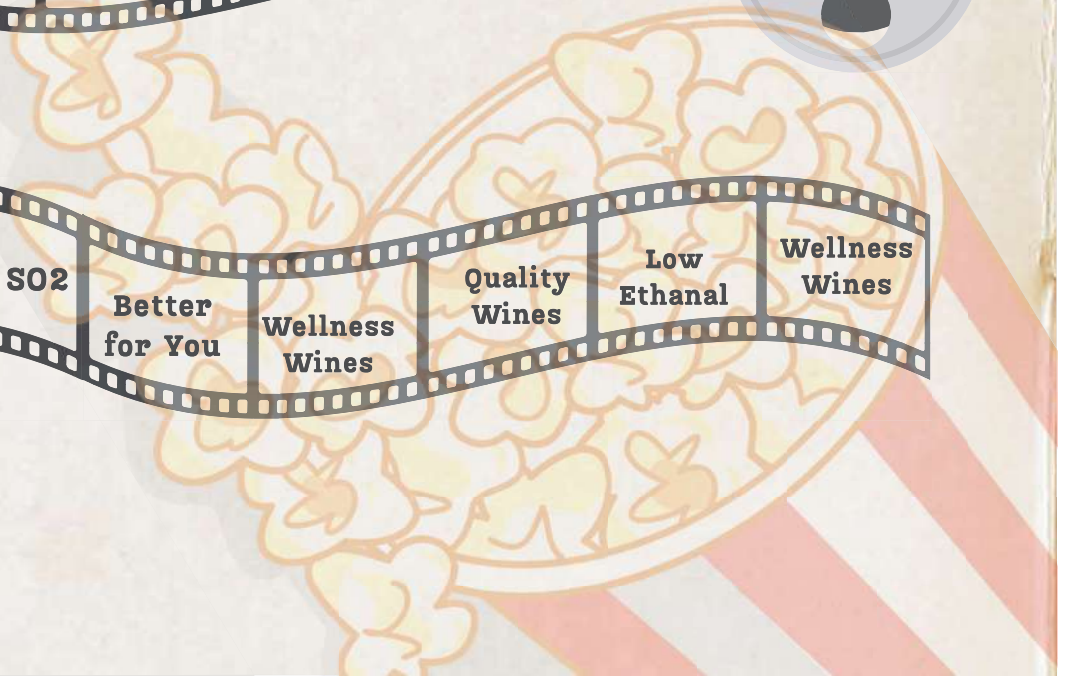 SO2
Better
for You
Wellness
Wines
Quality
Wines
Low
Ethanal
Wellness
Wines